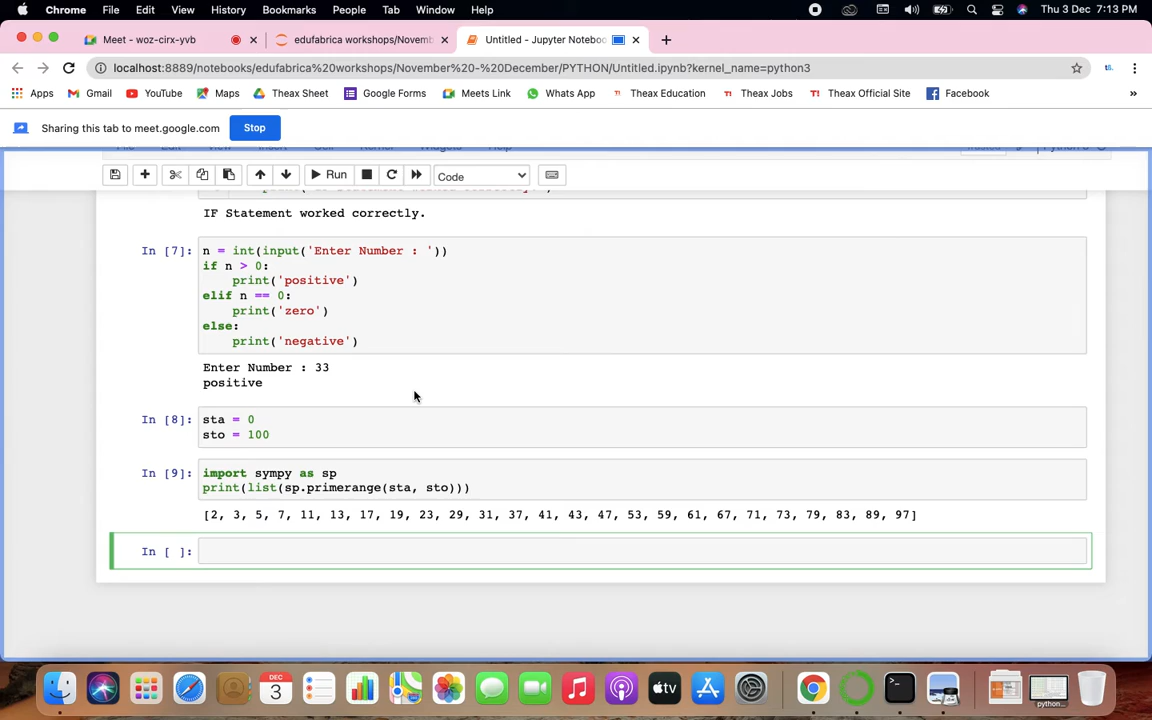 Chrome File Edit View History Bookmarks People Tab Window Help Thu 3 Dec 7:13 PM
Meet - woz-cirx-yvb edufabrica workshops/Novemb Untitled - Jupyter Noteboo
localhost:8889/notebooks/edufabrica%20workshops/November%20-%20December/PYTHON/Untitled.ipynb?kernel_name=python3
Apps Gmail YouTube Maps Theax Sheet Google Forms Meets Link Whats App Theax Education Theax Jobs Theax Official Site Facebook »
Sharing this tab to meet.google.com Stop
Run Code
IF Statement worked correctly.
In [7]: n = int(input('Enter Number : '))
if n > 0:
print('positive')
elif n == 0:
print('zero')
else:
print('negative')
Enter Number : 33
positive
In [8]: sta = 0
sto = 100
In [9]: import sympy as sp
print(list(sp.primerange(sta, sto)))
[2, 3, 5, 7, 11, 13, 17, 19, 23, 29, 31, 37, 41, 43, 47, 53, 59, 61, 67, 71, 73, 79, 83, 89, 97]
In [ ]:
DEC
3
tv
python...